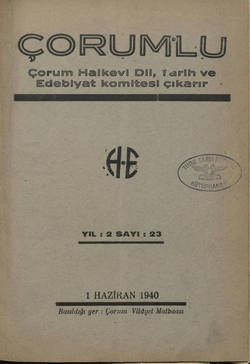 ÇORUMLU
Çorum Halkevi Dil, Tarih ve
Edebiyat komitesi çıkarır
H-E
YIL : 2 SAYI : 23
1 HAZİRAN 1940
Basıldığı yer : Çorum Vilâyet Matbaası